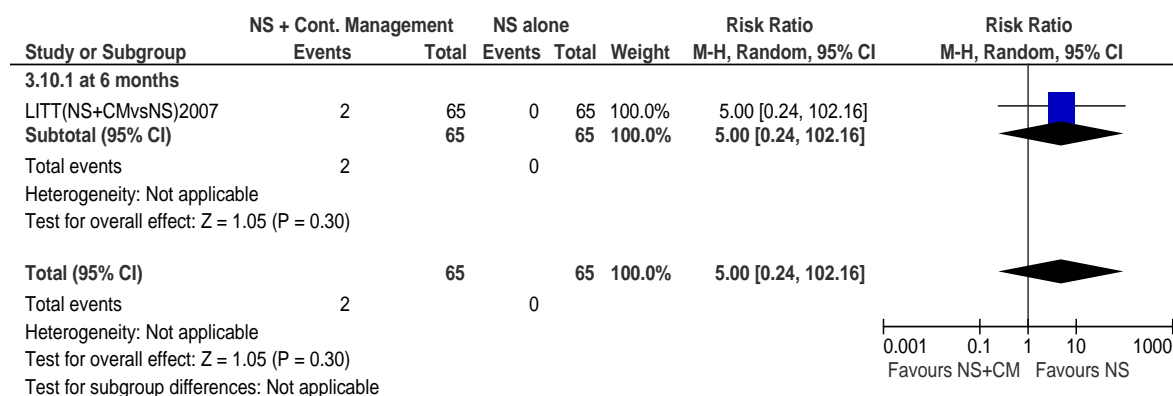 NS + Cont. Management NS alone Risk Ratio Risk Ratio
Study or Subgroup Events Total Events Total Weight M-H, Random, 95% CI M-H, Random, 95% CI
3.10.1 at 6 months
LITT(NS+CMvsNS)2007 2 65 0 65 100.0% 5.00 [0.24, 102.16]
Subtotal (95% CI) 65 65 100.0% 5.00 [0.24, 102.16]
Total events 2 0
Heterogeneity: Not applicable
Test for overall effect: Z = 1.05 (P = 0.30)
Total (95% CI) 65 65 100.0% 5.00 [0.24, 102.16]
Total events 2 0
Heterogeneity: Not applicable
Test for overall effect: Z = 1.05 (P = 0.30)
Test for subgroup differences: Not applicable
0.001 0.1 1 10 1000
Favours NS+CM Favours NS